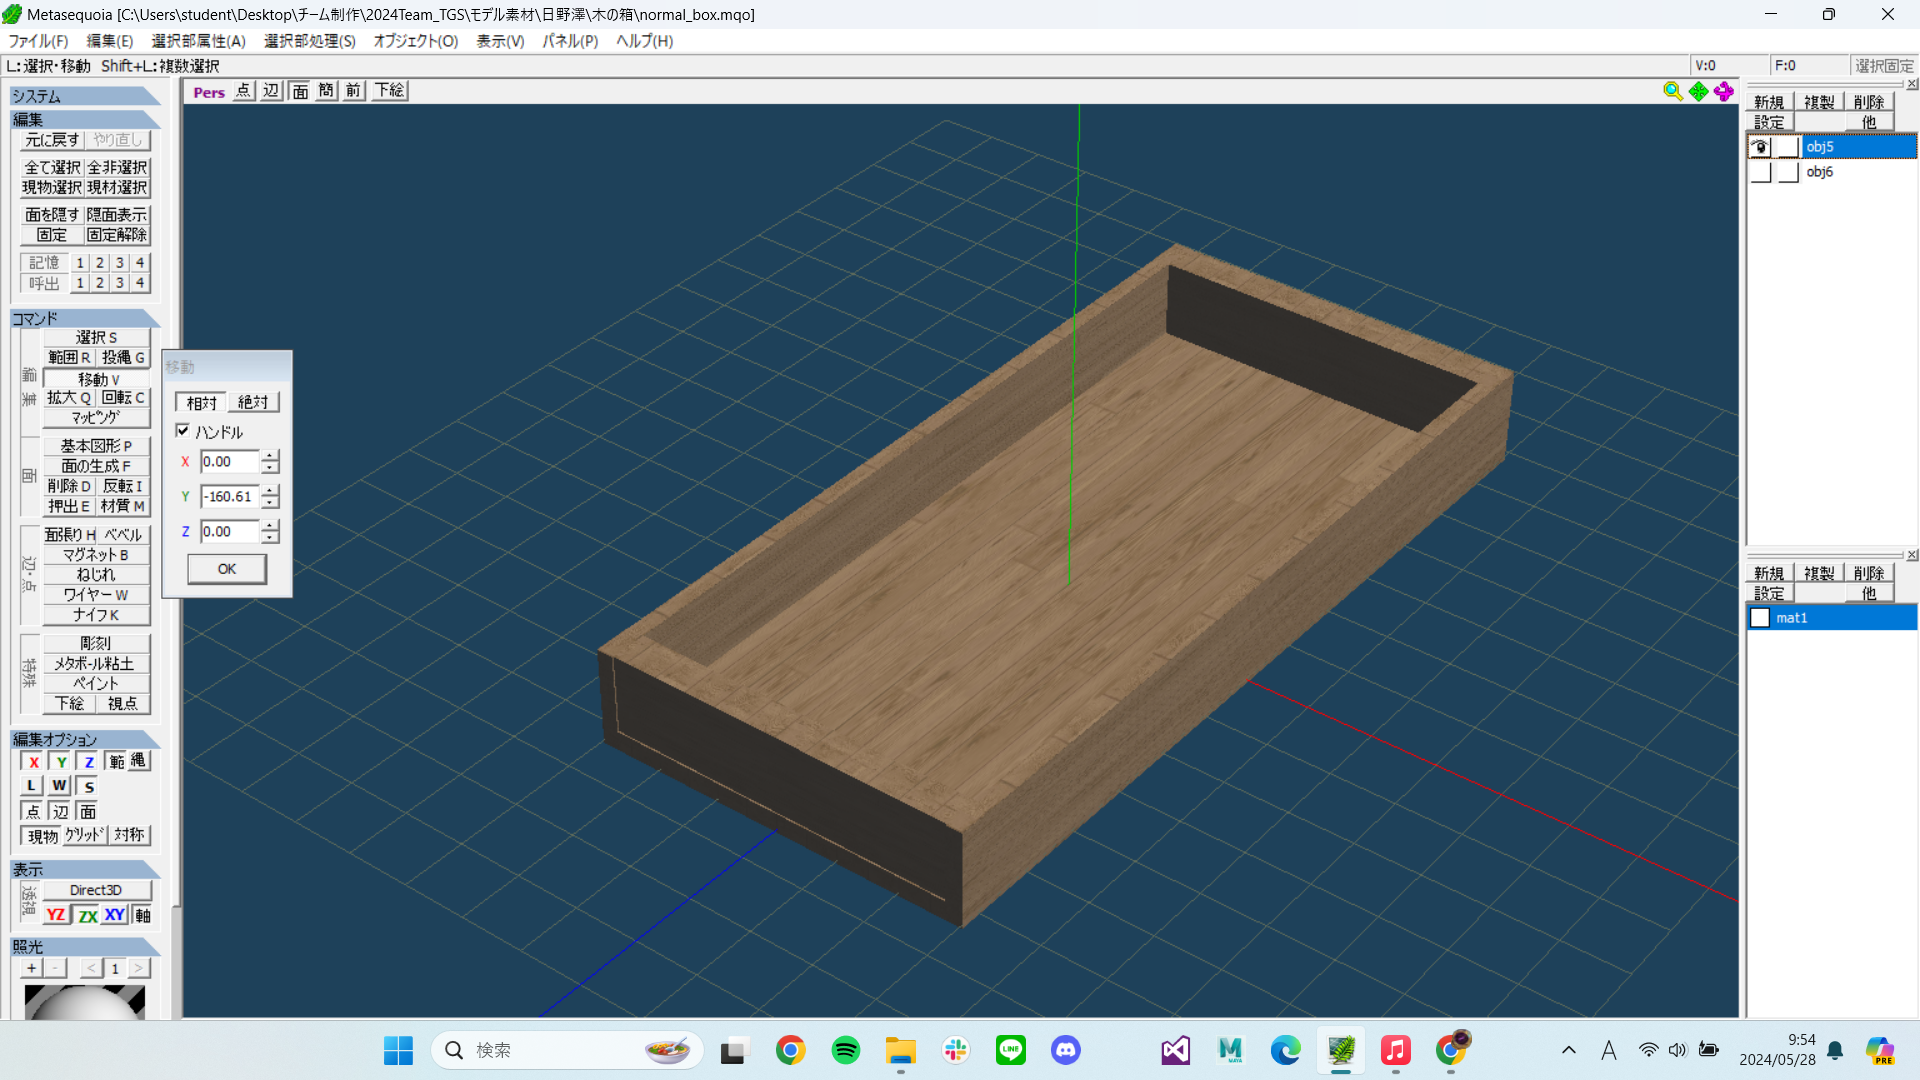 Metasequoia [C:\Users\student\Desktop\チーム制作\2024Team_TGS\モデル素材\日野澤\木の箱\normal_box.mqo]
ファイル(F) 編集(E) 選択部属性(A) 選択部処理(S) オブジェクト(O) 表示(V) パネル(P) ヘルプ(H)
L:選択・移動 Shift+L:複数選択 V:0 F:0 選択固定
Pers 点 辺 面 簡 前 下絵
システム
編集
元に戻す やり直し
全て選択 全非選択
現物選択 現材選択
面を隠す 隠面表示
固定 固定解除
記憶 1 2 3 4
呼出 1 2 3 4
コマンド
編集
選択 S
範囲 R 投縄 G
移動 V
拡大 Q 回転 C
マッピング
面
基本図形 P
面の生成 F
削除 D 反転 I
押出 E 材質 M
辺・点
面張り H ベベル
マグネット B
ねじれ
ワイヤー W
ナイフ K
特殊
彫刻
メタボール粘土
ペイント
下絵 視点
編集オプション
X Y Z 範 縄
L W S
点 辺 面
現物 グリッド 対称
表示
透視
Direct3D
YZ ZX XY 軸
照光
+ - < 1 >
移動
相対 絶対
ハンドル
X 0.00
Y -160.61
Z 0.00
OK
新規 複製 削除
設定 他
obj5
obj6
新規 複製 削除
設定 他
mat1
検索
LINE
MAYA
A
9:54
2024/05/28
PRE